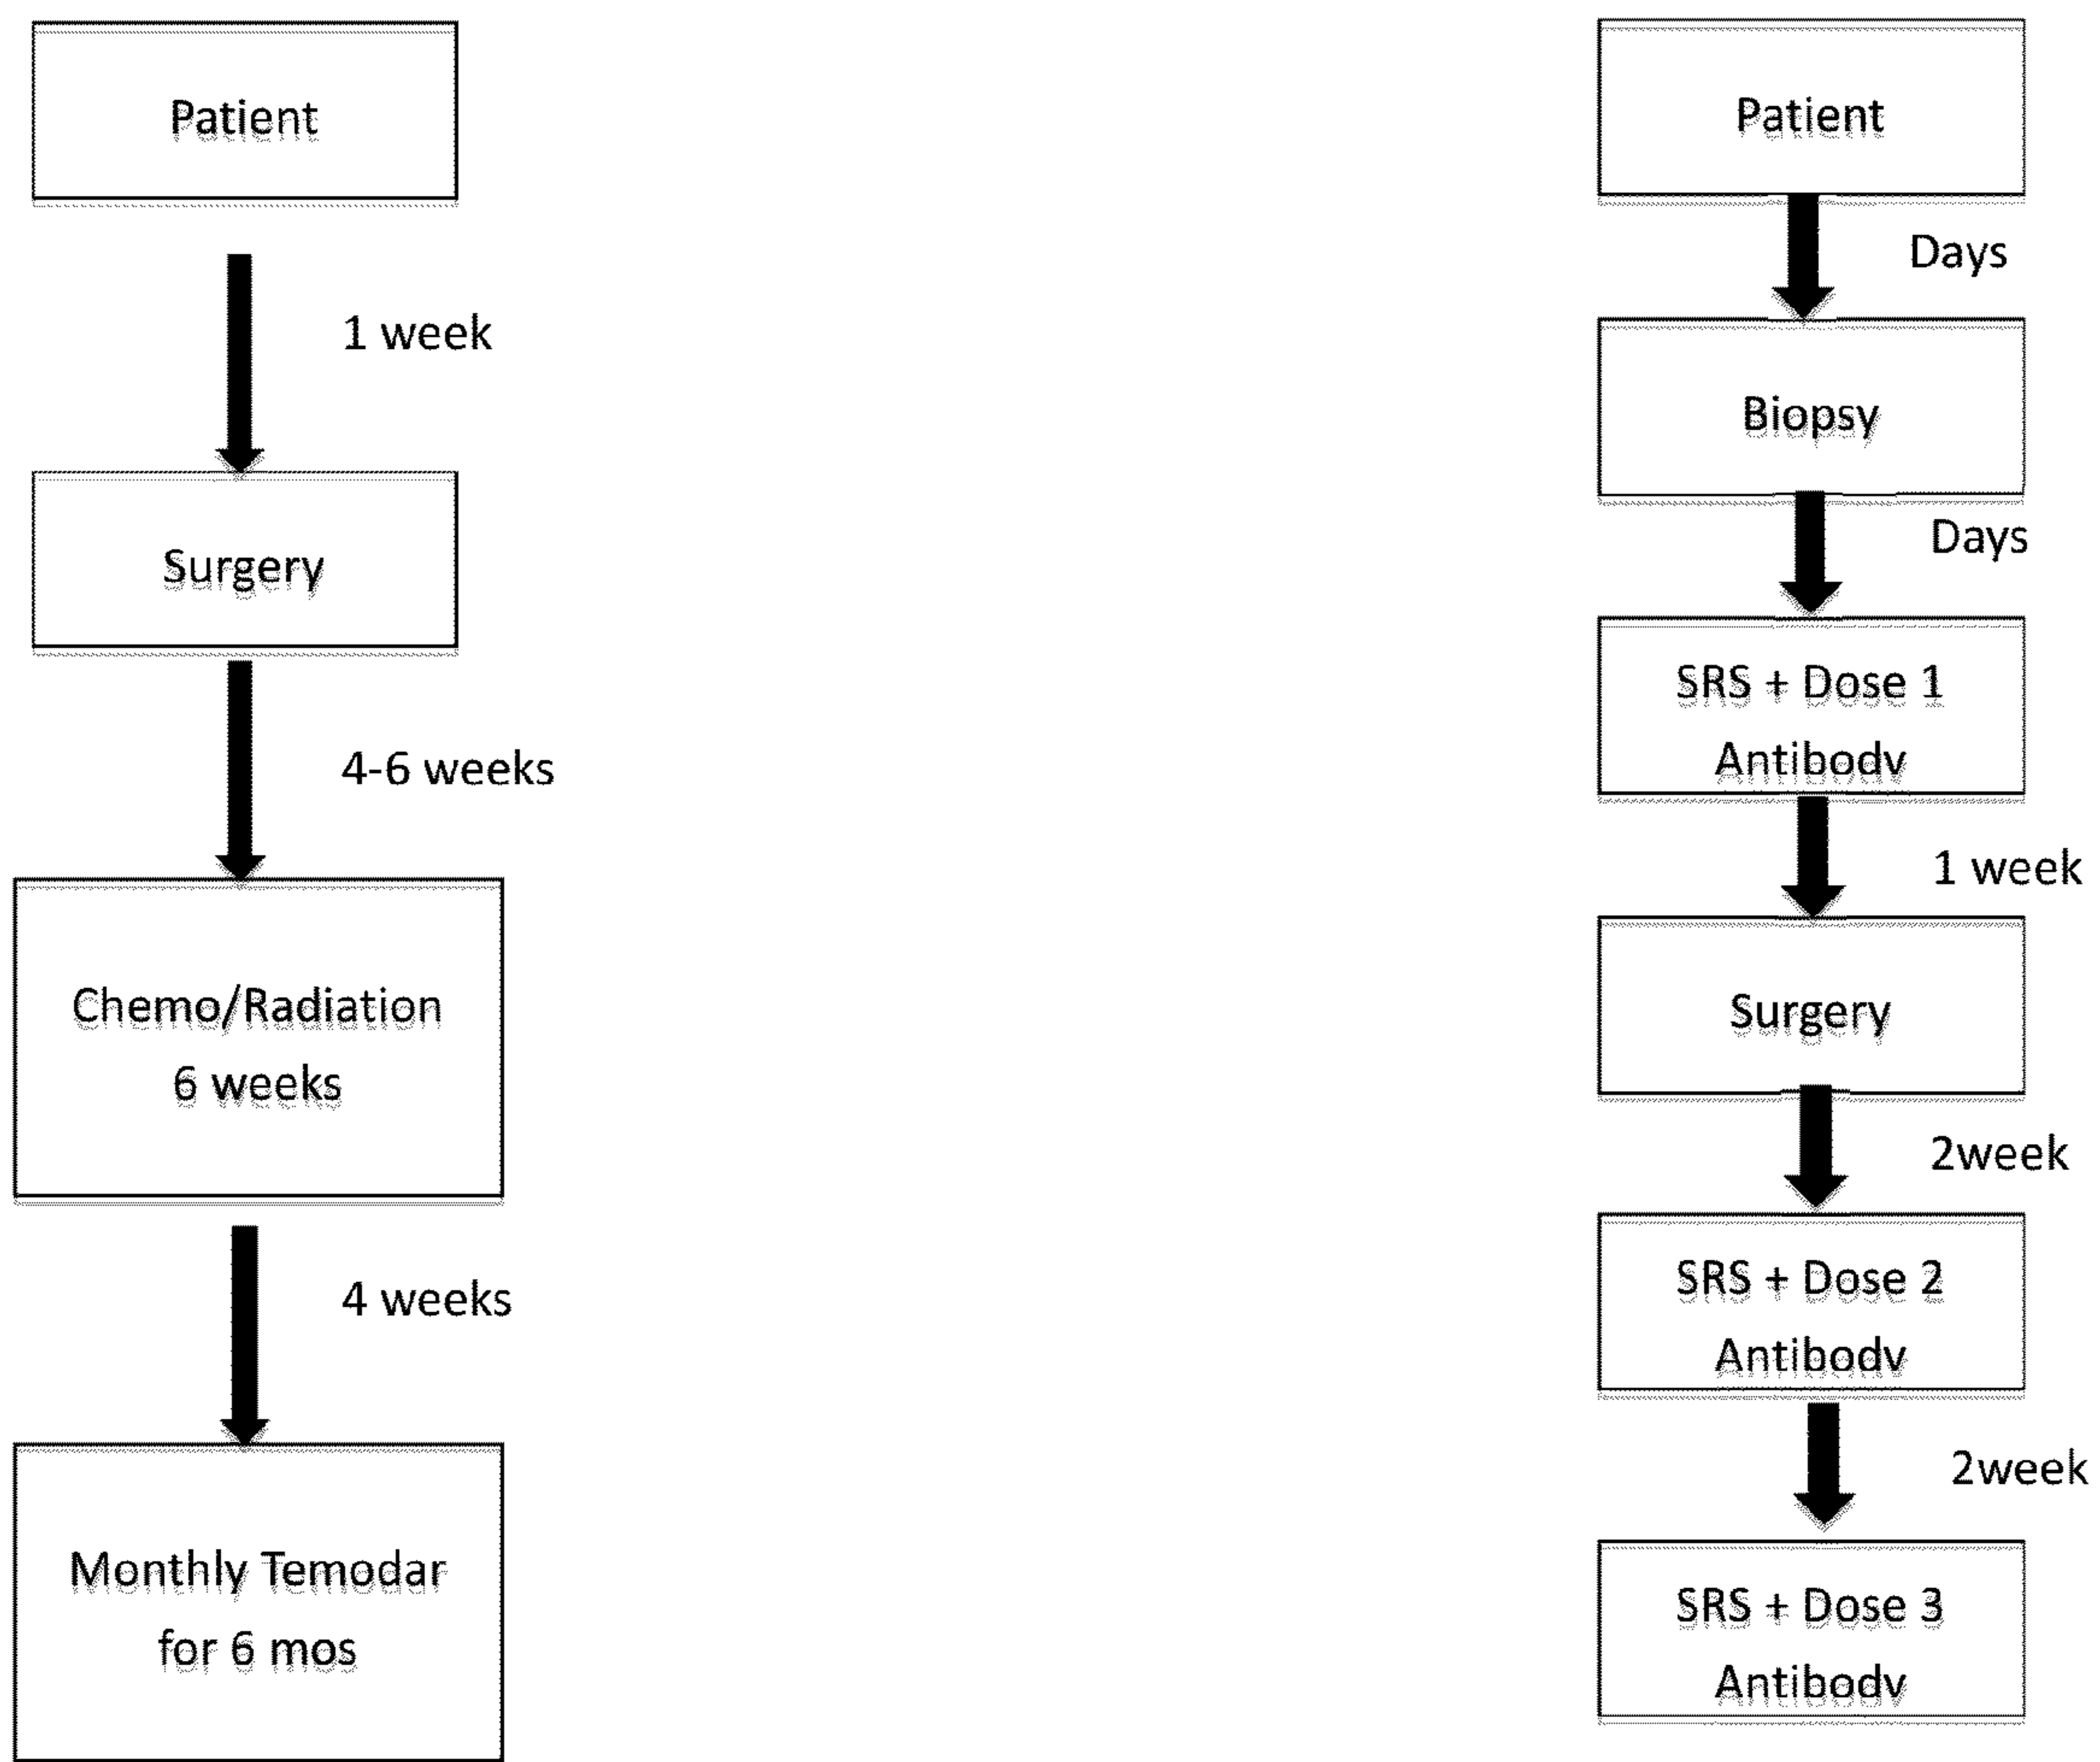 Patient
1 week
Surgery
4-6 weeks
Chemo/Radiation
6 weeks
4 weeks
Monthly Temodar
for 6 mos
Patient
Days
Biopsy
Days
SRS + Dose 1
Antibody
1 week
Surgery
2week
SRS + Dose 2
Antibody
2week
SRS + Dose 3
Antibody